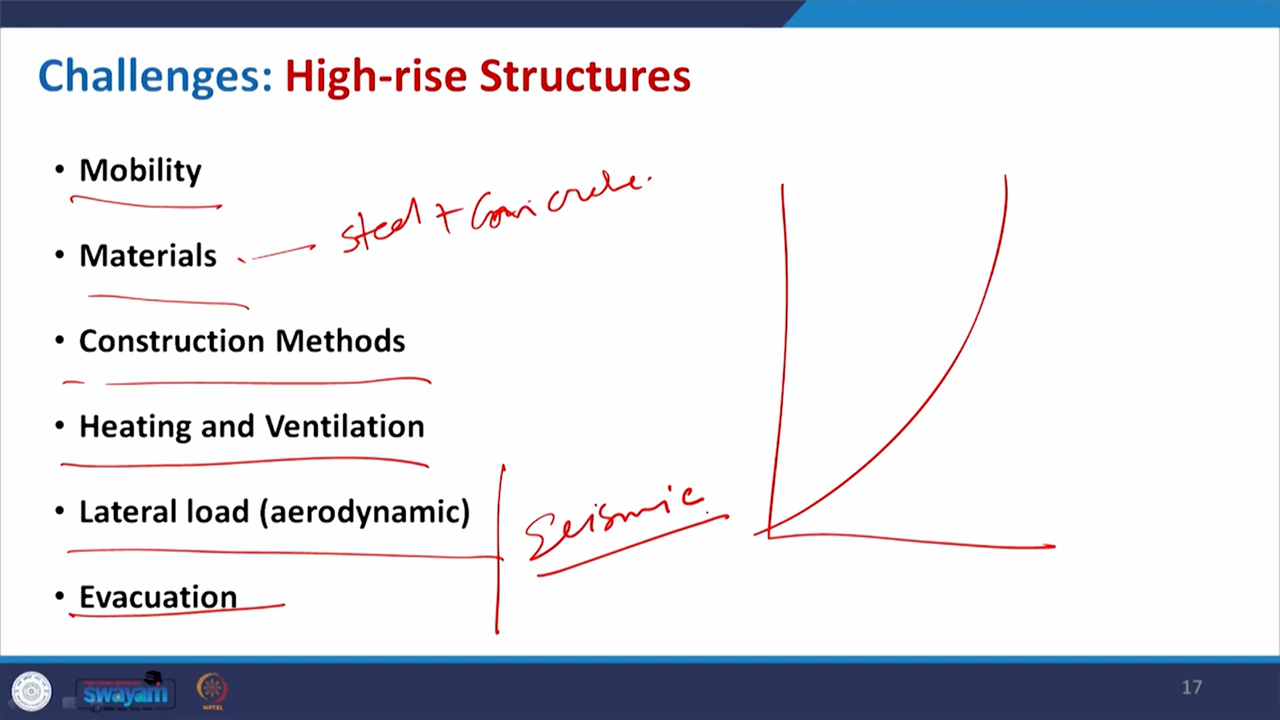 Challenges: High-rise Structures
• Mobility
• Materials
steel + Concrete.
• Construction Methods
• Heating and Ventilation
• Lateral load (aerodynamic)
Seismic
• Evacuation
swayam
NPTEL
17